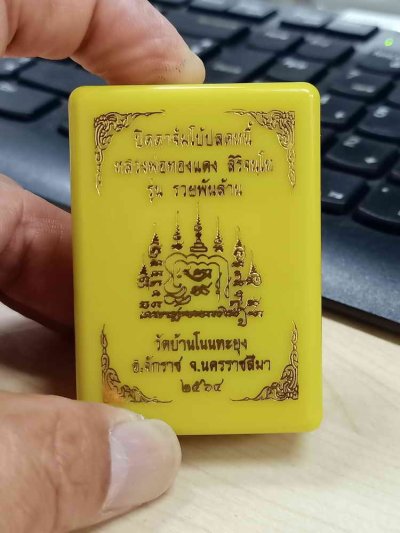 ปิดตาจัมโบ้ปลดหนี้
หลวงพ่อทองแดง สิริจนฺโท
รุ่น รวยพันล้าน
วัดบ้านโนนทะยุง
อ.จักราช จ.นครราชสีมา
๒๕๖๔